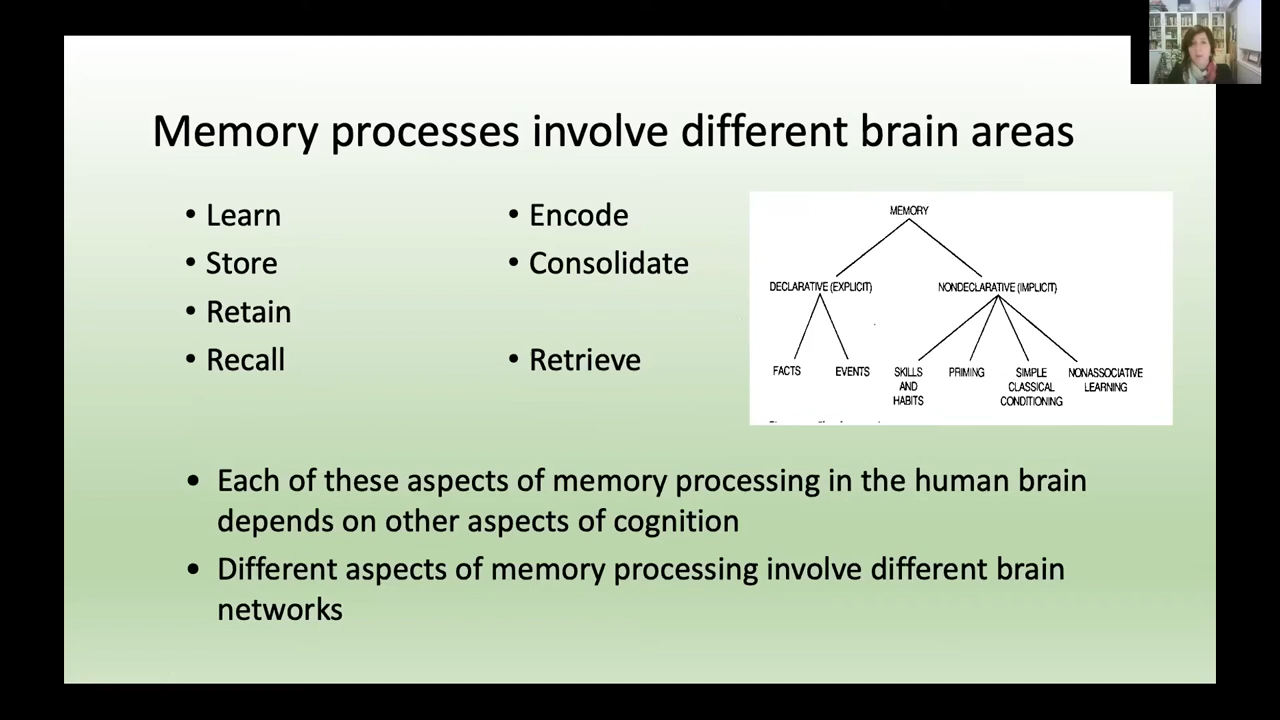 Memory processes involve different brain areas
• Learn
• Store
• Retain
• Recall
• Encode
• Consolidate
• Retrieve
MEMORY
DECLARATIVE (EXPLICIT)
NONDECLARATIVE (IMPLICIT)
FACTS
EVENTS
SKILLS
AND
HABITS
PRIMING
SIMPLE
CLASSICAL
CONDITIONING
NONASSOCIATIVE
LEARNING
• Each of these aspects of memory processing in the human brain
depends on other aspects of cognition
• Different aspects of memory processing involve different brain
networks